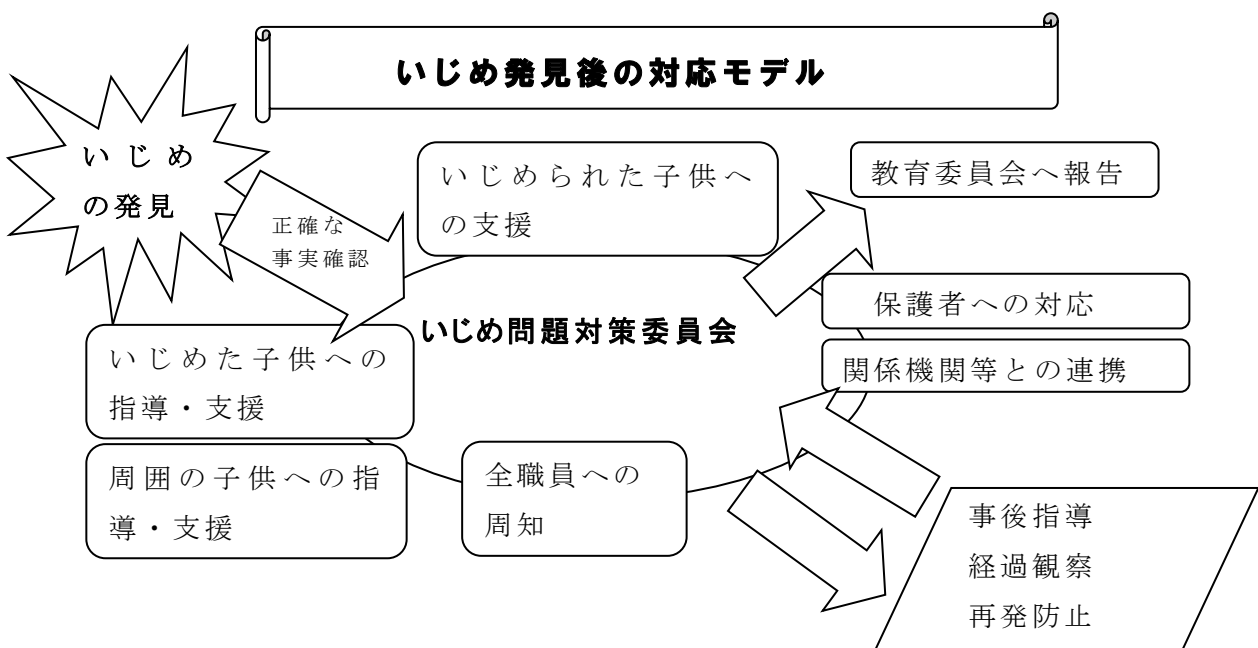 いじめ発見後の対応モデル
いじめ
の発見
正確な
事実確認
いじめられた子供へ
の支援
教育委員会へ報告
保護者への対応
いじめ問題対策委員会
関係機関等との連携
いじめた子供への
指導・支援
周囲の子供への指
導・支援
全職員への
周知
事後指導
経過観察
再発防止